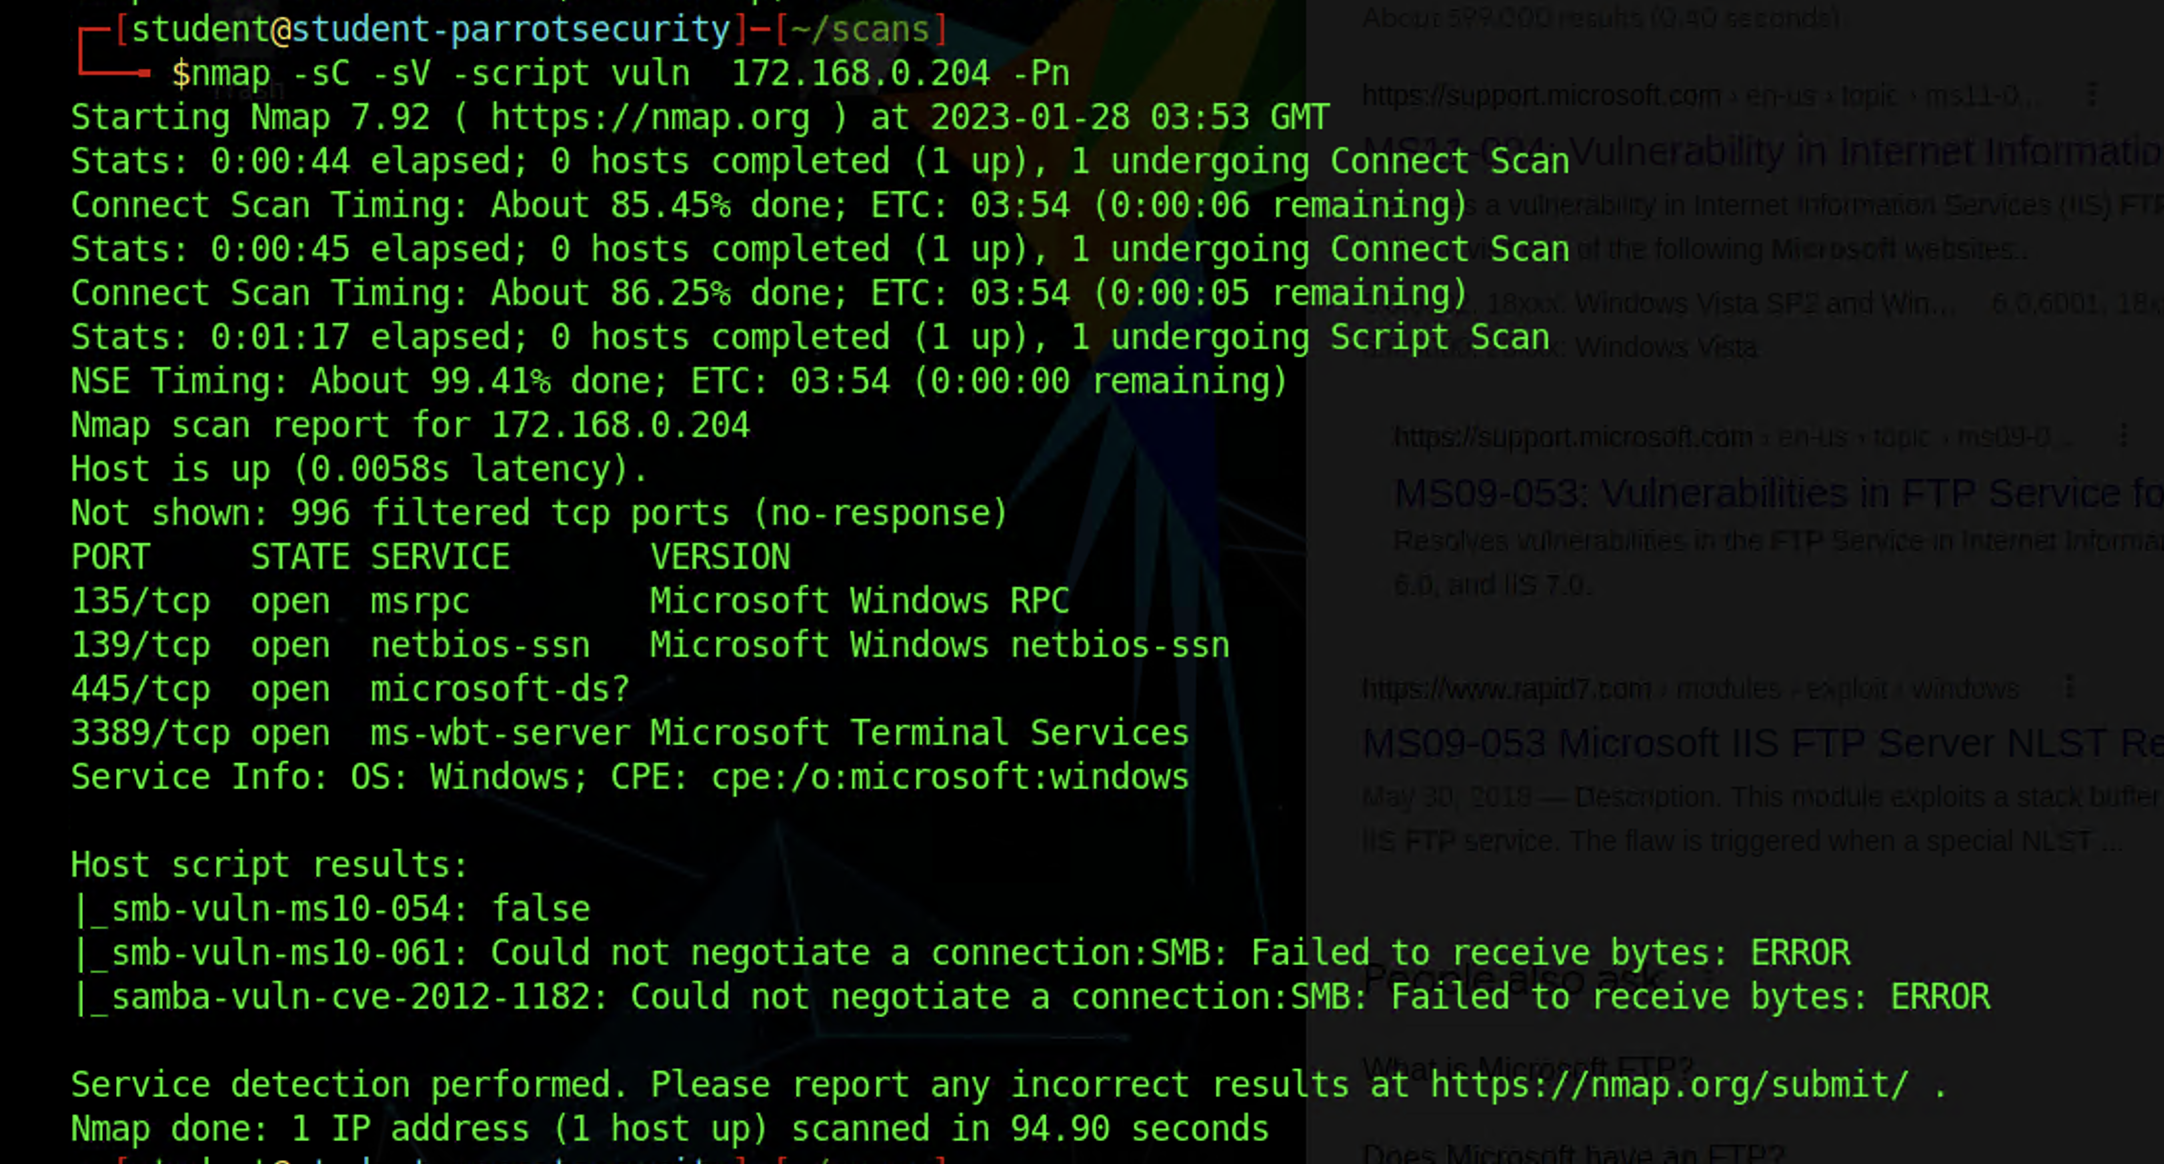 ┌─[student@student-parrotsecurity]─[~/scans]
└──╼ $nmap -sC -sV -script vuln  172.168.0.204 -Pn
Starting Nmap 7.92 ( https://nmap.org ) at 2023-01-28 03:53 GMT
Stats: 0:00:44 elapsed; 0 hosts completed (1 up), 1 undergoing Connect Scan
Connect Scan Timing: About 85.45% done; ETC: 03:54 (0:00:06 remaining)
Stats: 0:00:45 elapsed; 0 hosts completed (1 up), 1 undergoing Connect Scan
Connect Scan Timing: About 86.25% done; ETC: 03:54 (0:00:05 remaining)
Stats: 0:01:17 elapsed; 0 hosts completed (1 up), 1 undergoing Script Scan
NSE Timing: About 99.41% done; ETC: 03:54 (0:00:00 remaining)
Nmap scan report for 172.168.0.204
Host is up (0.0058s latency).
Not shown: 996 filtered tcp ports (no-response)
PORT     STATE SERVICE       VERSION
135/tcp  open  msrpc         Microsoft Windows RPC
139/tcp  open  netbios-ssn   Microsoft Windows netbios-ssn
445/tcp  open  microsoft-ds?
3389/tcp open  ms-wbt-server Microsoft Terminal Services
Service Info: OS: Windows; CPE: cpe:/o:microsoft:windows
Host script results:
|_smb-vuln-ms10-054: false
|_smb-vuln-ms10-061: Could not negotiate a connection:SMB: Failed to receive bytes: ERROR
|_samba-vuln-cve-2012-1182: Could not negotiate a connection:SMB: Failed to receive bytes: ERROR
Service detection performed. Please report any incorrect results at https://nmap.org/submit/ .
Nmap done: 1 IP address (1 host up) scanned in 94.90 seconds
About 599,000 results (0.40 seconds)
https://support.microsoft.com › en-us › topic › ms11-0...
MS11-004: Vulnerability in Internet Informatio
a vulnerability in Internet Information Services (IIS) FTP
of the following Microsoft websites:.
18xxx. Windows Vista SP2 and Win... 6.0.6001. 18x
Windows Vista
https://support.microsoft.com › en-us › topic › ms09-0...
MS09-053: Vulnerabilities in FTP Service fo
Resolves vulnerabilities in the FTP Service in Internet Informa
6.0, and IIS 7.0.
https://www.rapid7.com › modules › exploit › windows
MS09-053 Microsoft IIS FTP Server NLST Re
May 30, 2018 — Description. This module exploits a stack buffer
IIS FTP service. The flaw is triggered when a special NLST ...
People also ask
What is Microsoft FTP?
Does Microsoft have an FTP?